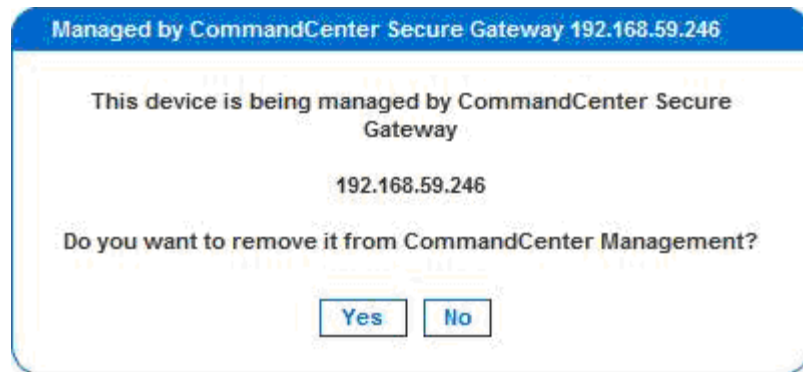 Managed by CommandCenter Secure Gateway 192.168.59.246
This device is being managed by CommandCenter Secure
Gateway
192.168.59.246
Do you want to remove it from CommandCenter Management?
Yes No